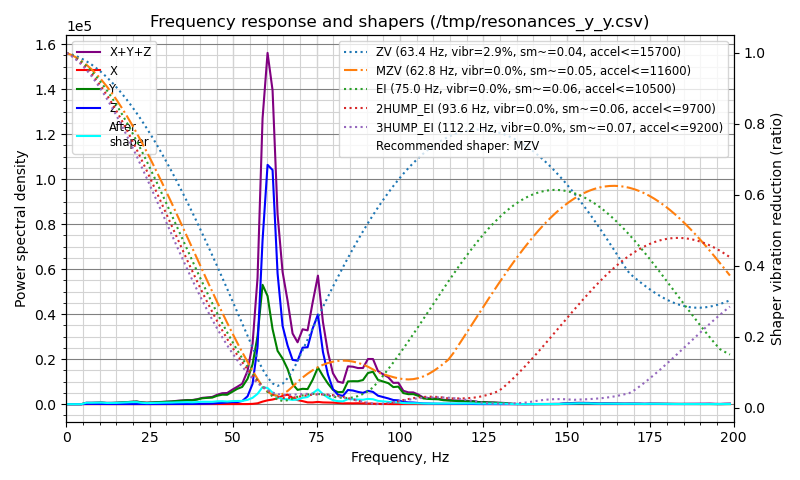 Frequency response and shapers (/tmp/resonances_y_y.csv)
1e5
X+Y+Z
X
Y
Z
After
shaper
ZV (63.4 Hz, vibr=2.9%, sm~=0.04, accel<=15700)
MZV (62.8 Hz, vibr=0.0%, sm~=0.05, accel<=11600)
EI (75.0 Hz, vibr=0.0%, sm~=0.06, accel<=10500)
2HUMP_EI (93.6 Hz, vibr=0.0%, sm~=0.06, accel<=9700)
3HUMP_EI (112.2 Hz, vibr=0.0%, sm~=0.07, accel<=9200)
Recommended shaper: MZV
Power spectral density
1.6
1.4
1.2
1.0
0.8
0.6
0.4
0.2
0.0
Shaper vibration reduction (ratio)
1.0
0.8
0.6
0.4
0.2
0.0
0 25 50 75 100 125 150 175 200
Frequency, Hz